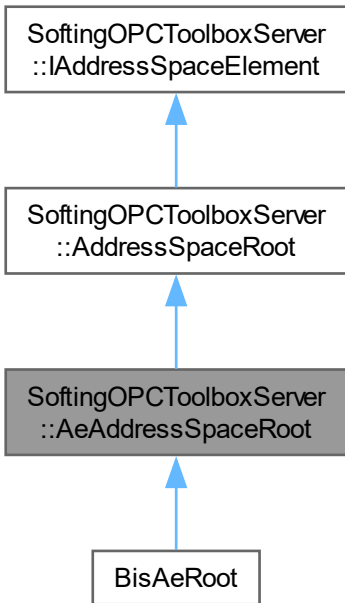 SoftingOPCToolboxServer
::IAddressSpaceElement
SoftingOPCToolboxServer
::AddressSpaceRoot
SoftingOPCToolboxServer
::AeAddressSpaceRoot
BisAeRoot